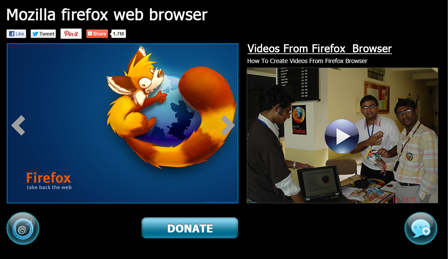 Mozilla firefox web browser
Like
Tweet
Pinit
Share
1.7M
Videos From Firefox Browser
How To Create Videos From Firefox Browser
Firefox
take back the web
DONATE